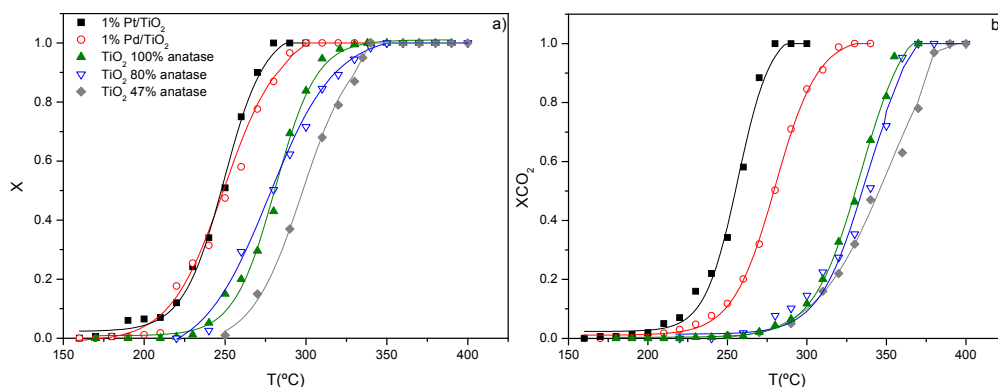 a)
1% Pt/TiO₂
1% Pd/TiO₂
TiO₂ 100% anatase
TiO₂ 80% anatase
TiO₂ 47% anatase
1.0
0.8
0.6
0.4
0.2
0.0
X
150 200 250 300 350 400
T(ºC)
b
1.0
0.8
0.6
0.4
0.2
0.0
XCO₂
150 200 250 300 350 400
T(ºC)